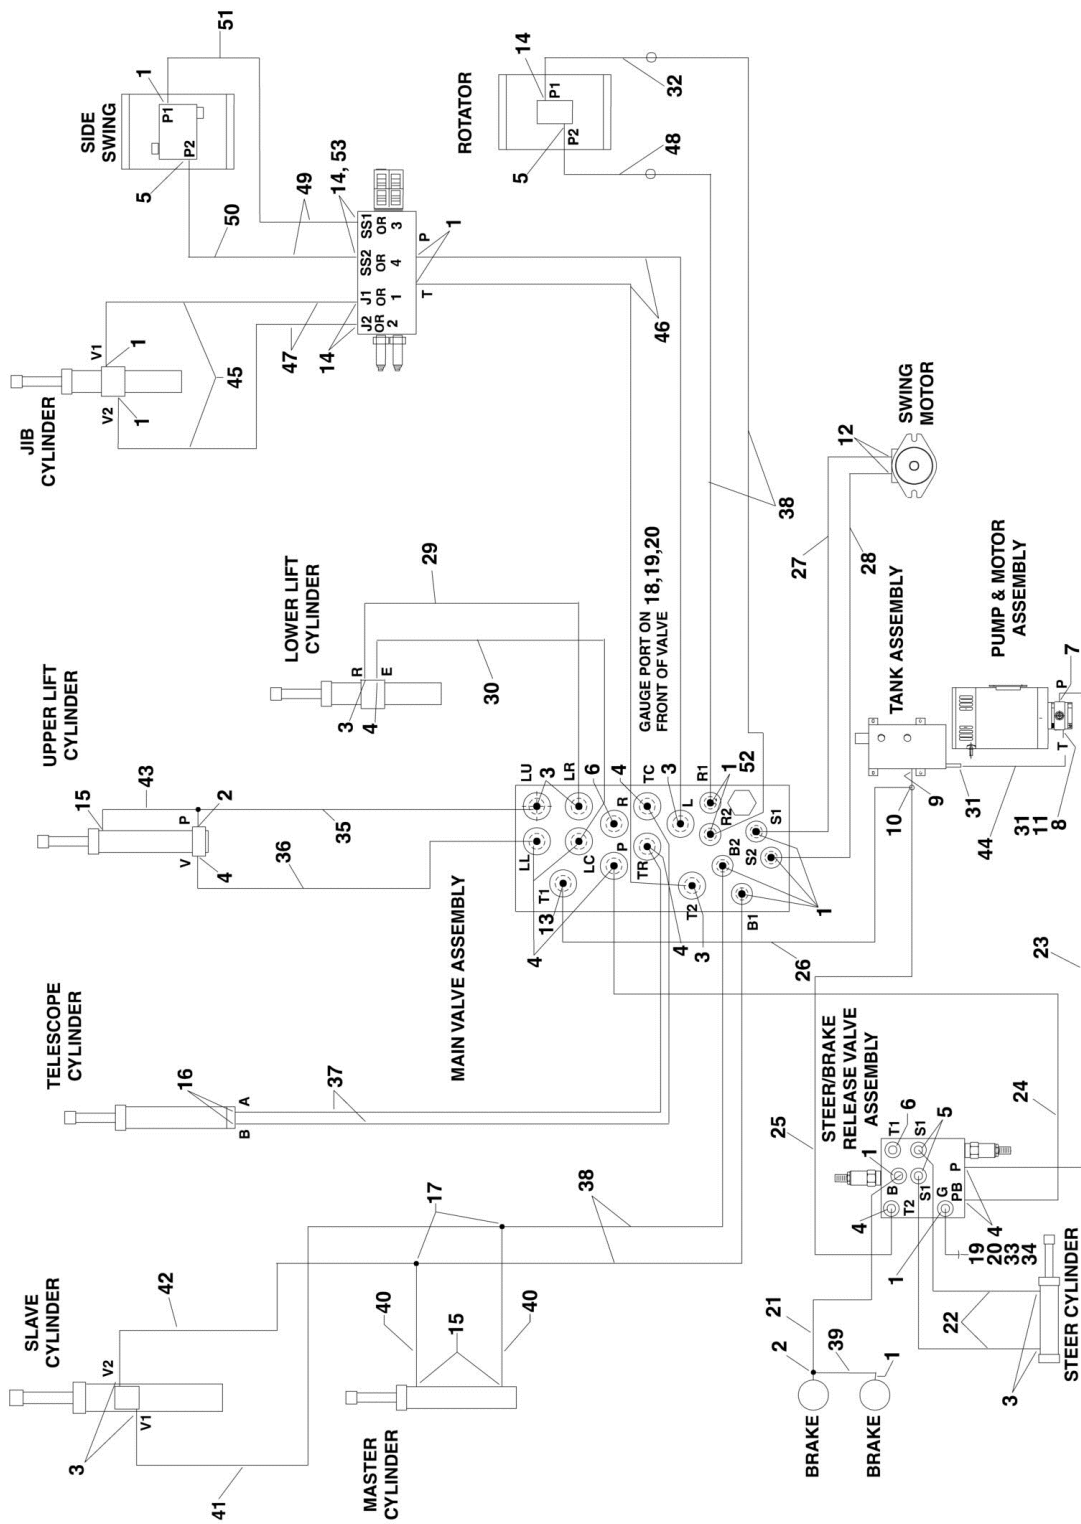 SLAVE
CYLINDER
42
V2
V1
3
41
MASTER
CYLINDER
40
15
40
17
38
TELESCOPE
CYLINDER
16
A
B
37
UPPER LIFT
CYLINDER
15
43
P
2
V
4
35
36
LOWER LIFT
CYLINDER
R
E
3
4
29
30
JIB
CYLINDER
V1
V2
1
1
45
47
14
SIDE
SWING
1
51
P1
P2
5
50
49
14, 53
J2
OR
2
J1
OR
1
SS2
OR
4
SS1
OR
3
T
P
1
46
ROTATOR
14
P1
P2
5
32
48
38
MAIN VALVE ASSEMBLY
GAUGE PORT ON
FRONT OF VALVE
18,19,20
LU
3
LR
6
R
4
TC
3
L
R1
1
52
LL
LC
P
TR
R2
T1
13
4
4
T2
3
B2
S2
S1
B1
1
26
27
28
12
SWING
MOTOR
TANK ASSEMBLY
10
9
31
44
PUMP & MOTOR
ASSEMBLY
P
7
T
31
11
8
23
STEER/BRAKE
RELEASE VALVE
ASSEMBLY
25
24
1
T1
6
B
S1
5
4
T2
S1
G
PB
P
4
1
19
20
33
34
21
2
39
1
BRAKE
BRAKE
22
3
STEER CYLINDER